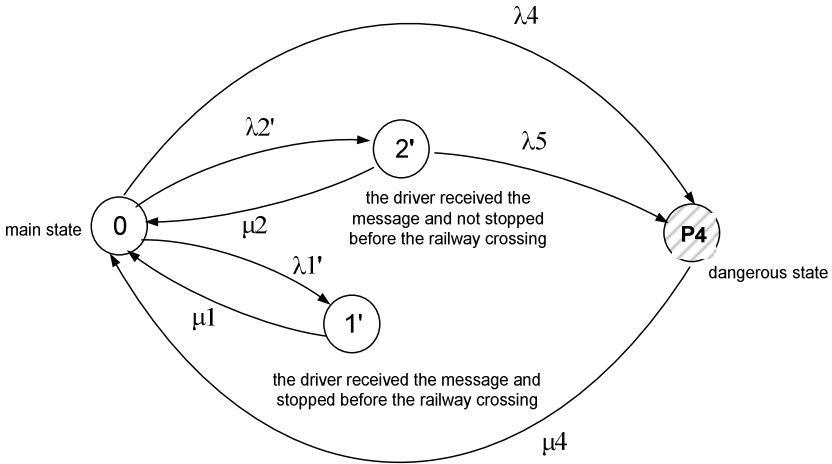 λ4
λ2'
2'
λ5
the driver received the
message and not stopped
before the railway crossing
main state
0
μ2
P4
dangerous state
λ1'
μ1
1'
the driver received the message and
stopped before the railway crossing
μ4